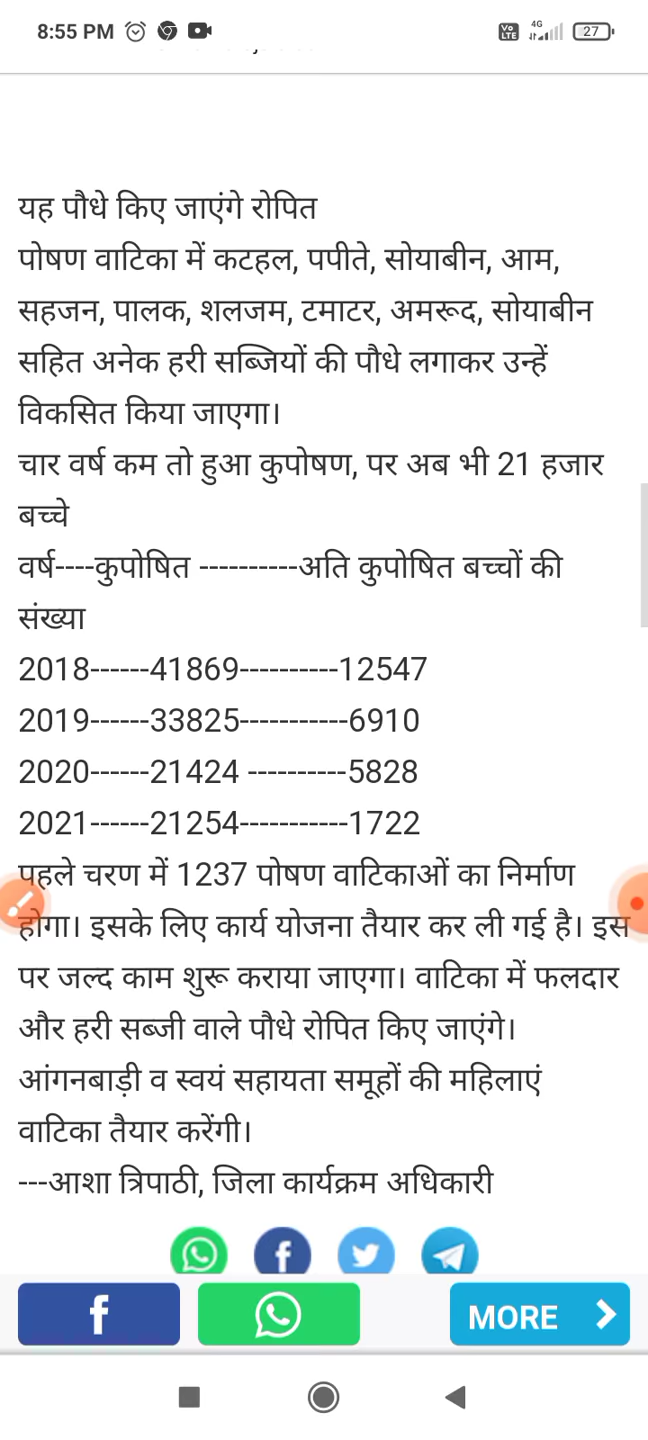 8:55 PM
Vo LTE 4G 27
यह पौधे किए जाएंगे रोपित
पोषण वाटिका में कटहल, पपीते, सोयाबीन, आम,
सहजन, पालक, शलजम, टमाटर, अमरूद, सोयाबीन
सहित अनेक हरी सब्जियों की पौधे लगाकर उन्हें
विकसित किया जाएगा।
चार वर्ष कम तो हुआ कुपोषण, पर अब भी 21 हजार
बच्चे
वर्ष----कुपोषित ----------अति कुपोषित बच्चों की
संख्या
2018------41869----------12547
2019------33825-----------6910
2020------21424 ----------5828
2021------21254-----------1722
पहले चरण में 1237 पोषण वाटिकाओं का निर्माण
होगा। इसके लिए कार्य योजना तैयार कर ली गई है। इस
पर जल्द काम शुरू कराया जाएगा। वाटिका में फलदार
और हरी सब्जी वाले पौधे रोपित किए जाएंगे।
आंगनबाड़ी व स्वयं सहायता समूहों की महिलाएं
वाटिका तैयार करेंगी।
---आशा त्रिपाठी, जिला कार्यक्रम अधिकारी
MORE